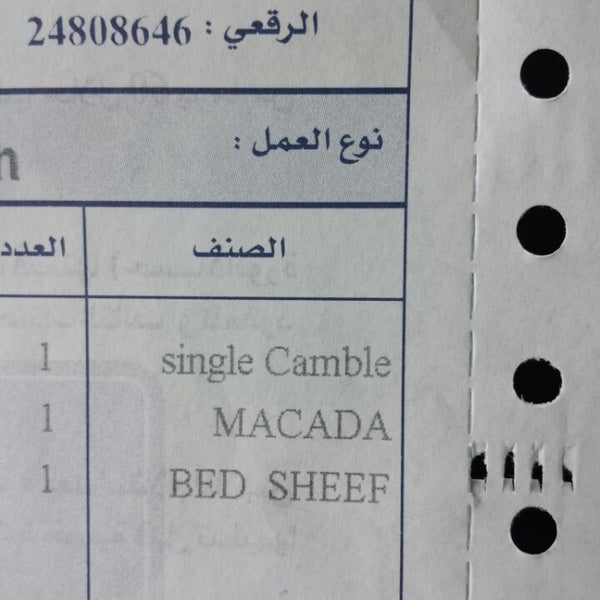 الرقعي : 24808646
نوع العمل :
الصنف العدد
single Camble 1
MACADA 1
BED SHEEF 1